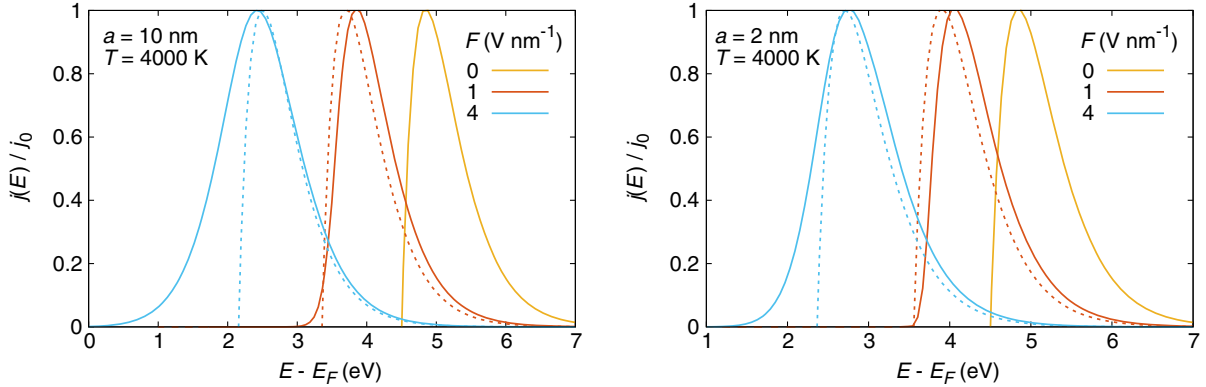 a = 10 nm
T = 4000 K
F (V nm⁻¹)
0
1
4
1
0.8
0.6
0.4
0.2
0
j(E) / j₀
0 1 2 3 4 5 6 7
E - E_F (eV)
a = 2 nm
T = 4000 K
F (V nm⁻¹)
0
1
4
1
0.8
0.6
0.4
0.2
0
j(E) / j₀
1 2 3 4 5 6 7
E - E_F (eV)